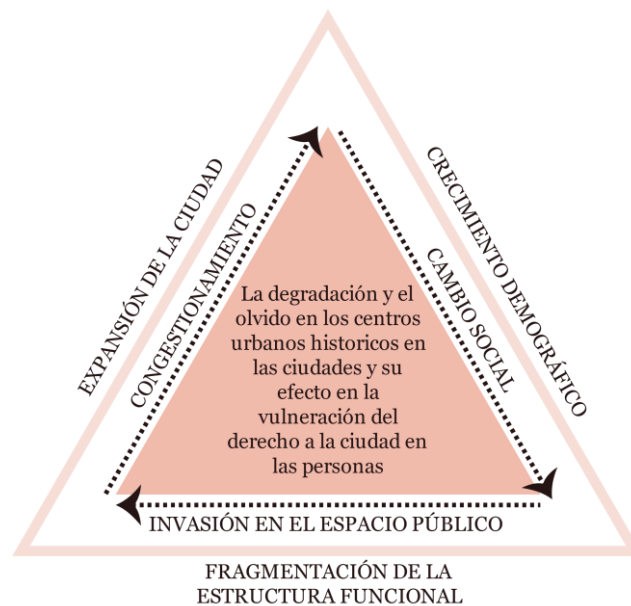 EXPANSIÓN DE LA CIUDAD
CONGESTIONAMIENTO
CRECIMIENTO DEMOGRÁFICO
CAMBIO SOCIAL
La degradación y el
olvido en los centros
urbanos historicos en
las ciudades y su
efecto en la
vulneración del
derecho a la ciudad en
las personas
INVASIÓN EN EL ESPACIO PÚBLICO
FRAGMENTACIÓN DE LA
ESTRUCTURA FUNCIONAL